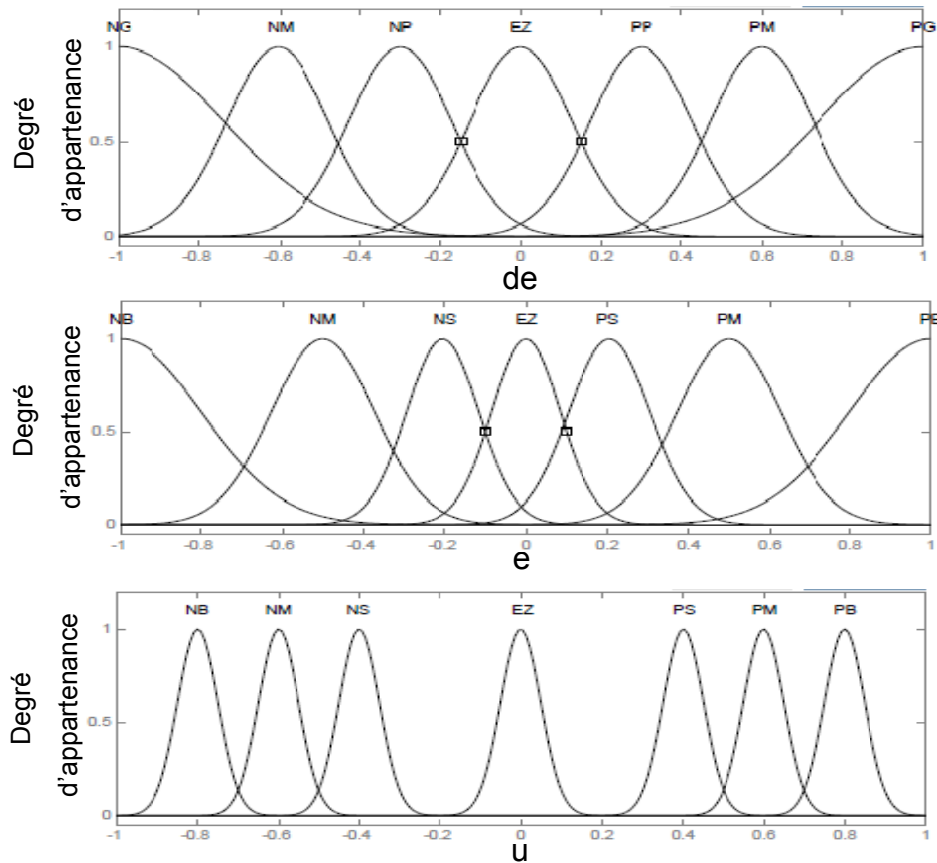 NG NM NP EZ PP PM PG
Degré
d'appartenance
1
0.5
0
-1 -0.8 -0.6 -0.4 -0.2 0 0.2 0.4 0.6 0.8 1
de
NB NM NS EZ PS PM PB
Degré
d'appartenance
1
0.5
0
-1 -0.8 -0.6 -0.4 -0.2 0 0.2 0.4 0.6 0.8 1
e
NB NM NS EZ PS PM PB
Degré
d'appartenance
1
0.5
0
-1 -0.8 -0.6 -0.4 -0.2 0 0.2 0.4 0.6 0.8 1
u